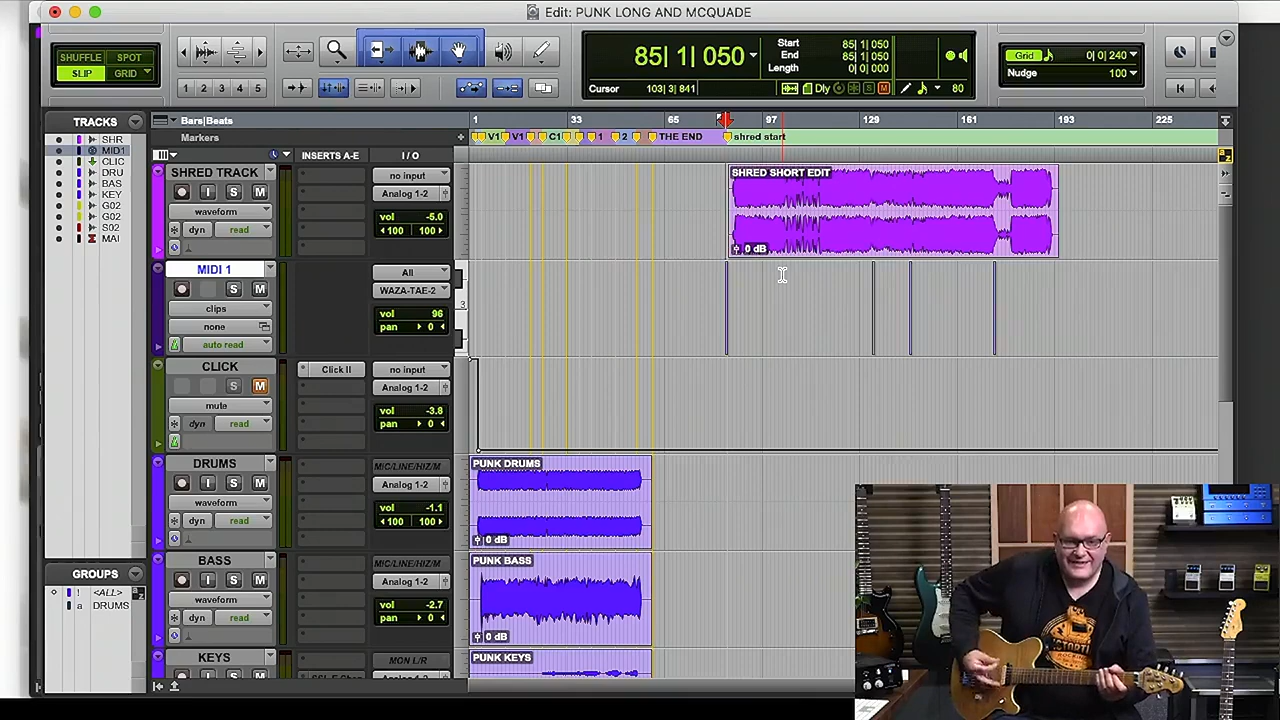 Edit: PUNK LONG AND MCQUADE
SHUFFLE SPOT
SLIP GRID
1 2 3 4 5
85| 1| 050
Start 85| 1| 050
End 85| 1| 050
Length 0| 0| 000
Cursor 103| 3| 841
Dly
80
Grid 0| 0| 240
Nudge 100
TRACKS
SHR
MID1
CLIC
DRU
BAS
KEY
G02
G02
S02
MAI
GROUPS
! <ALL>
a DRUMS
Bars|Beats
1 33 65 97 129 161 193 225
Markers
V1 V1 C1 1 2 THE END shred start
INSERTS A-E I / O
SHRED TRACK
I S M
waveform
dyn read
no input
Analog 1-2
vol -5.0
100 100
SHRED SHORT EDIT
0 dB
MIDI 1
S M
clips
none
auto read
All
WAZA-TAE-2
vol 96
pan 0
3
CLICK
S M
mute
dyn read
Click II
no input
Analog 1-2
vol -3.8
pan 0
DRUMS
I S M
waveform
dyn read
MIC/LINE/HIZ/M
Analog 1-2
vol -1.1
100 100
PUNK DRUMS
0 dB
BASS
I S M
waveform
dyn read
MIC/LINE/HIZ/M
Analog 1-2
vol -2.7
pan 0
PUNK BASS
0 dB
KEYS
MON L/R
PUNK KEYS